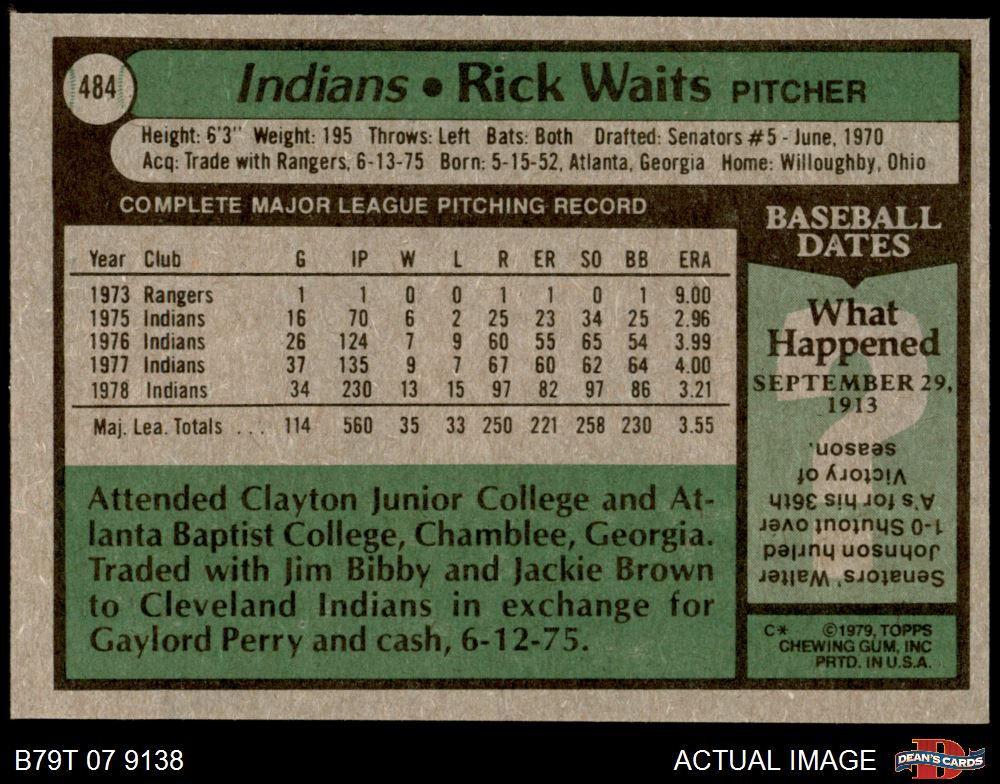 484
Indians • Rick Waits PITCHER
Height: 6'3" Weight: 195 Throws: Left Bats: Both Drafted: Senators #5 - June, 1970
Acq: Trade with Rangers, 6-13-75 Born: 5-15-52, Atlanta, Georgia Home: Willoughby, Ohio
COMPLETE MAJOR LEAGUE PITCHING RECORD
Year Club G IP W L R ER SO BB ERA
1973 Rangers 1 1 0 0 1 1 0 1 9.00
1975 Indians 16 70 6 2 25 23 34 25 2.96
1976 Indians 26 124 7 9 60 55 65 54 3.99
1977 Indians 37 135 9 7 67 60 62 64 4.00
1978 Indians 34 230 13 15 97 82 97 86 3.21
Maj. Lea. Totals ... 114 560 35 33 250 221 258 230 3.55
Attended Clayton Junior College and At-
lanta Baptist College, Chamblee, Georgia.
Traded with Jim Bibby and Jackie Brown
to Cleveland Indians in exchange for
Gaylord Perry and cash, 6-12-75.
BASEBALL
DATES
What
Happened
SEPTEMBER 29,
1913
?
Senators' Walter
Johnson hurled
1-0 Shutout over
A's for his 36th
Victory of
season.
C* ©1979, TOPPS
CHEWING GUM, INC
PRTD. IN U.S.A.
B79T 07 9138
ACTUAL IMAGE
D
DEAN'S CARDS